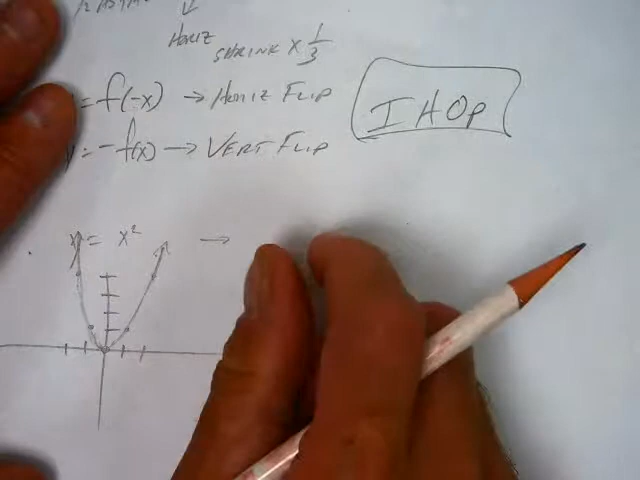 HORIZ
SHRINK × 1/3
= f(-x) → HORIZ FLIP
IHOP
= -f(x) → VERT FLIP
y = x² →